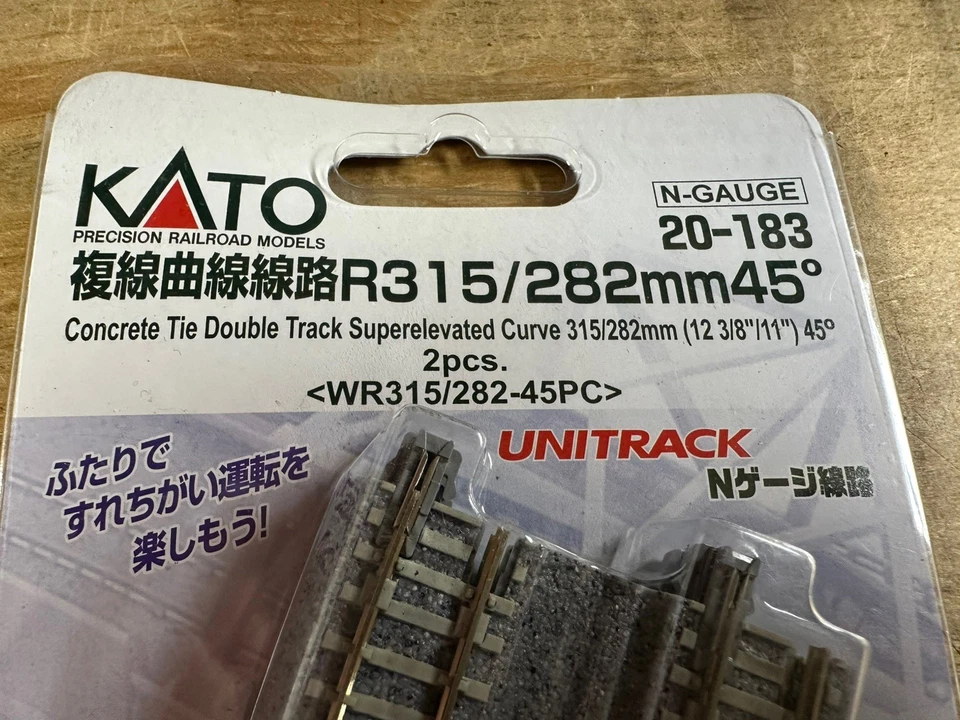 KATO
PRECISION RAILROAD MODELS
N-GAUGE
20-183
複線曲線線路R315/282mm45°
Concrete Tie Double Track Superelevated Curve 315/282mm (12 3/8"/11") 45º
2pcs.
<WR315/282-45PC>
UNITRACK
Nゲージ線路
ふたりで
すれちがい運転を
楽しもう!